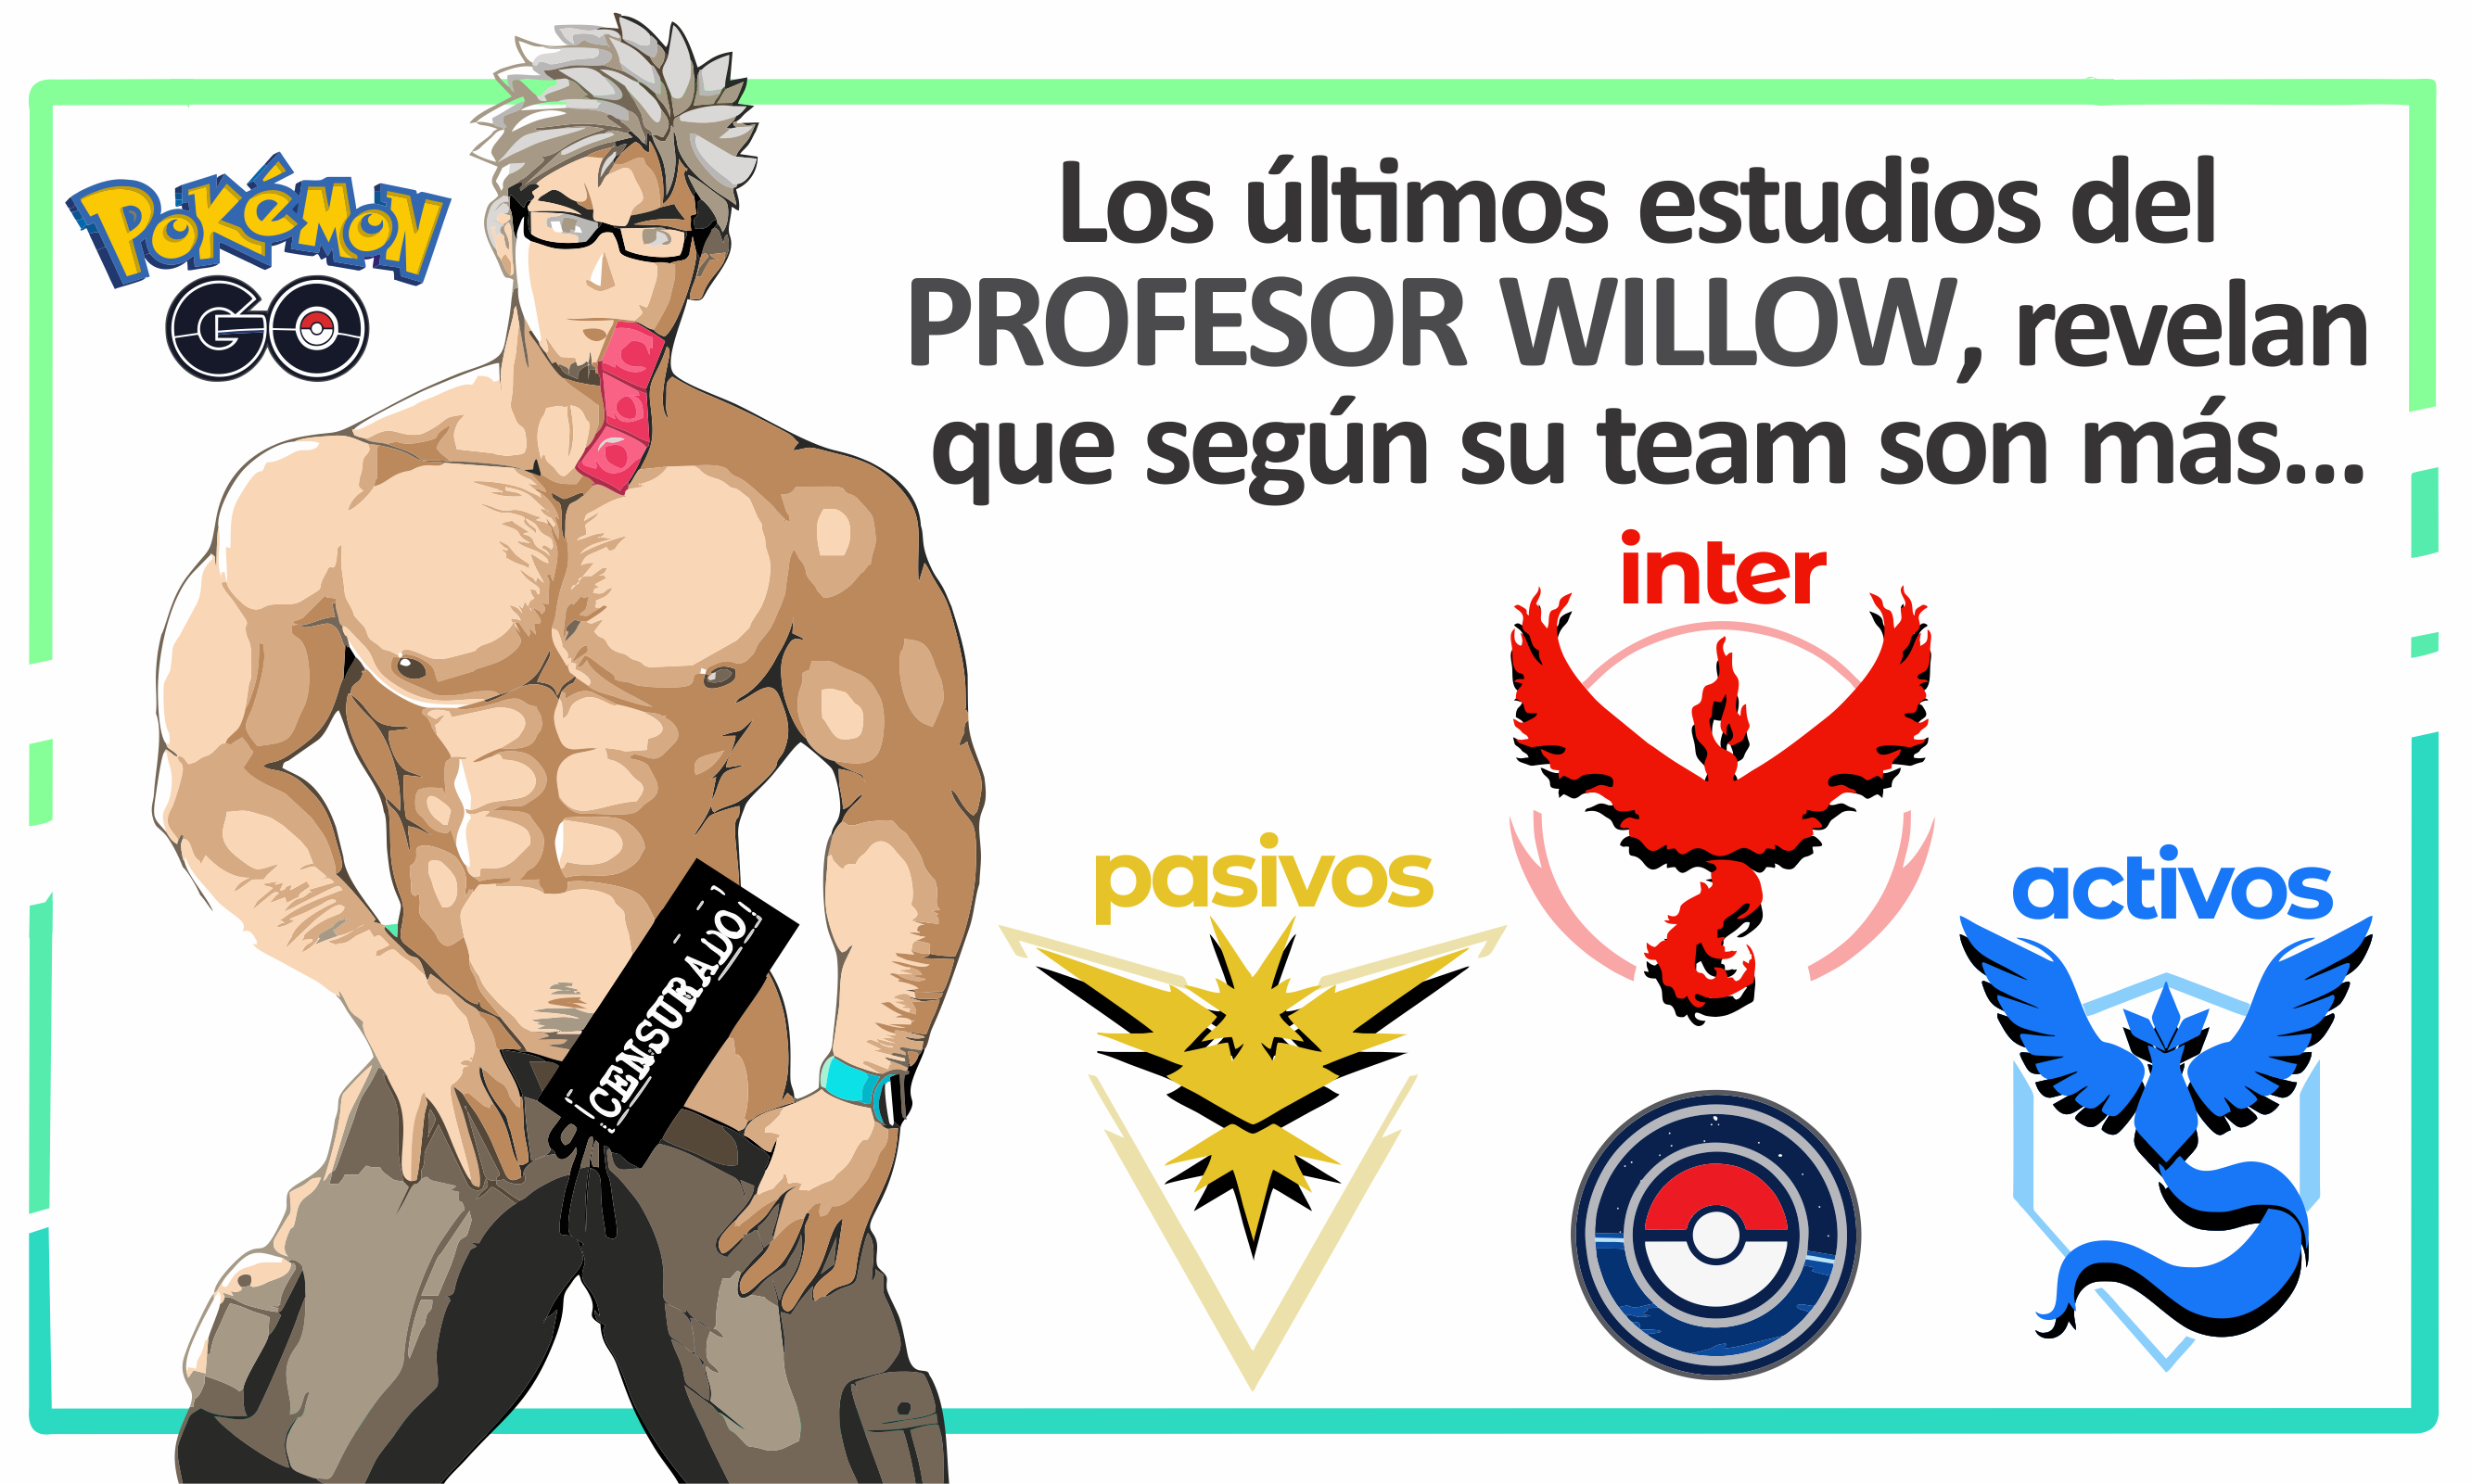 POKéMON
GO
Los últimos estudios del
PROFESOR WILLOW, revelan
que según su team son más...
inter
pasivos
activos
¡CENSURADO!